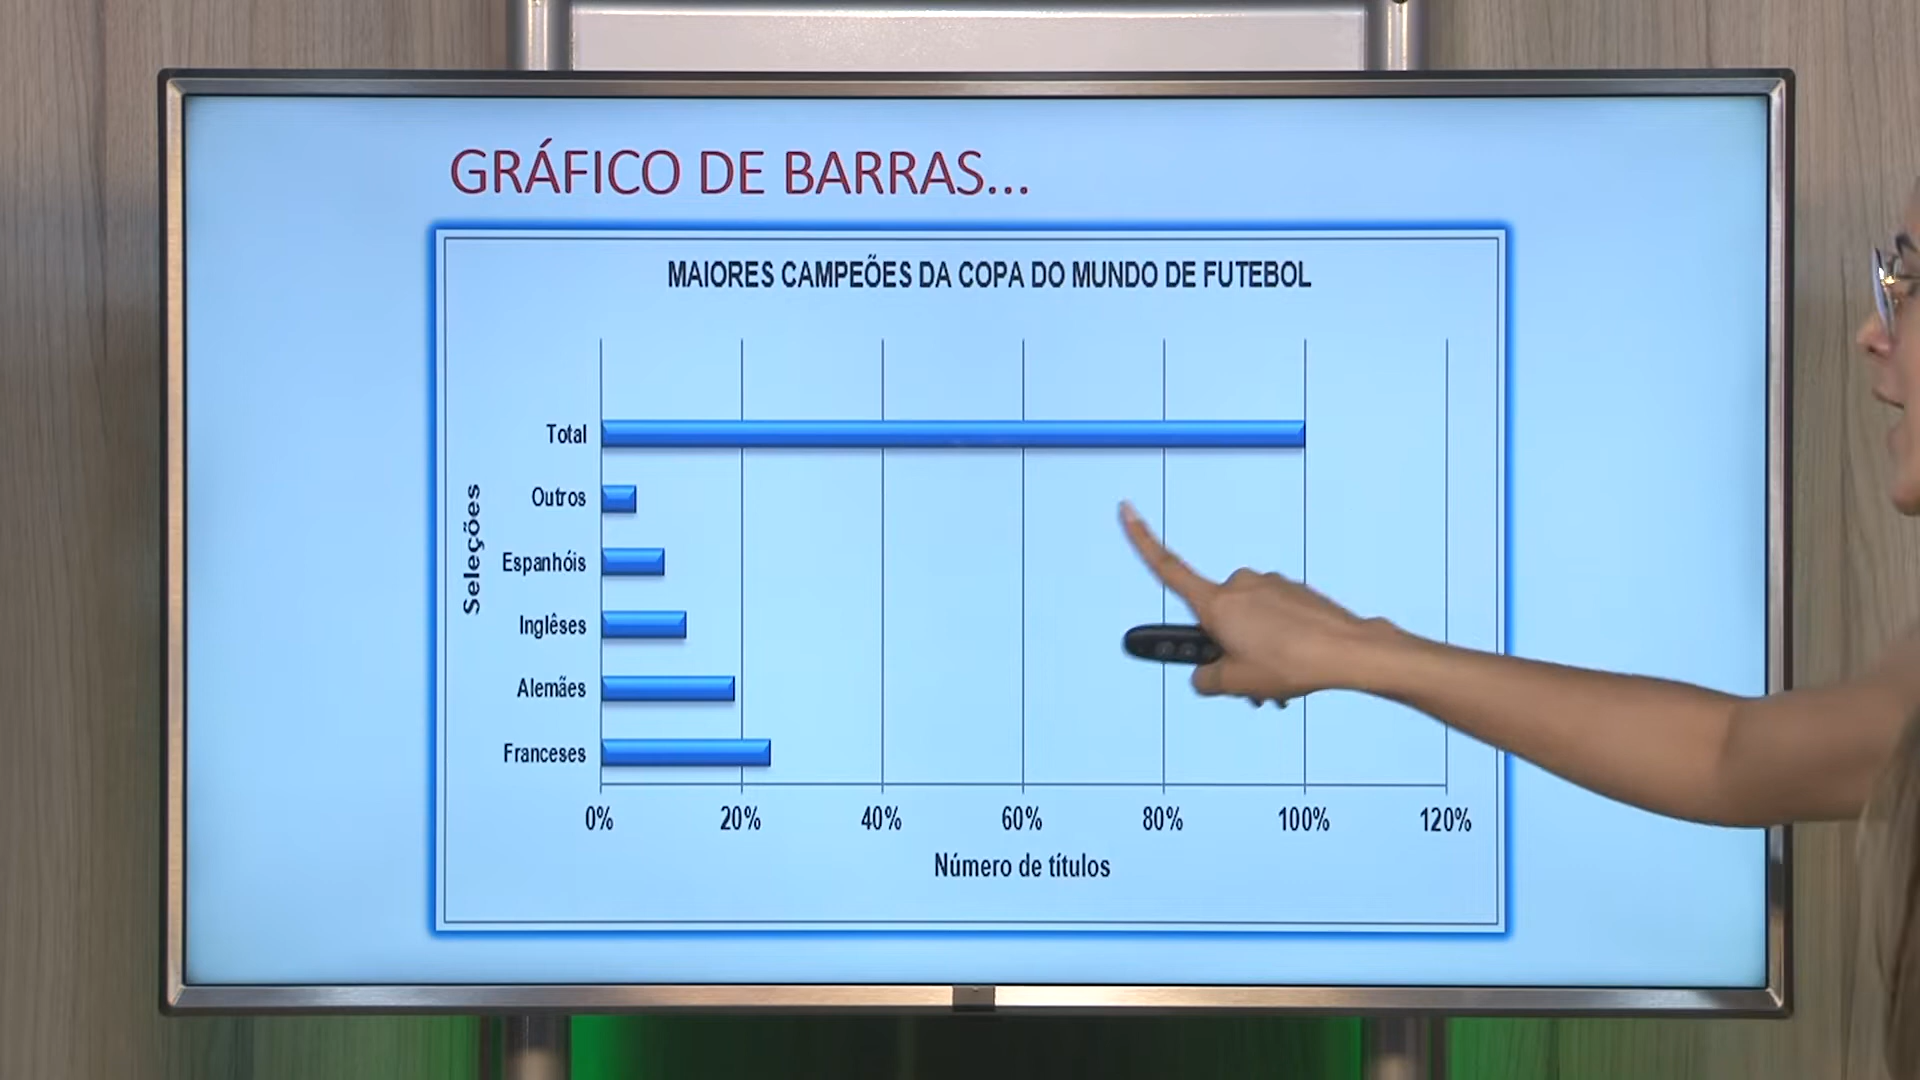 GRÁFICO DE BARRAS...
MAIORES CAMPEÕES DA COPA DO MUNDO DE FUTEBOL
Seleções
Total
Outros
Espanhóis
Inglêses
Alemães
Franceses
0% 20% 40% 60% 80% 100% 120%
Número de títulos